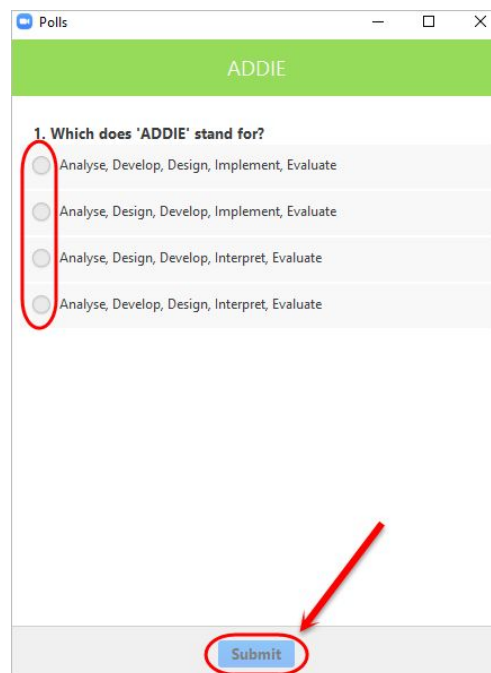 Polls
ADDIE
1. Which does 'ADDIE' stand for?
Analyse, Develop, Design, Implement, Evaluate
Analyse, Design, Develop, Implement, Evaluate
Analyse, Design, Develop, Interpret, Evaluate
Analyse, Develop, Design, Interpret, Evaluate
Submit